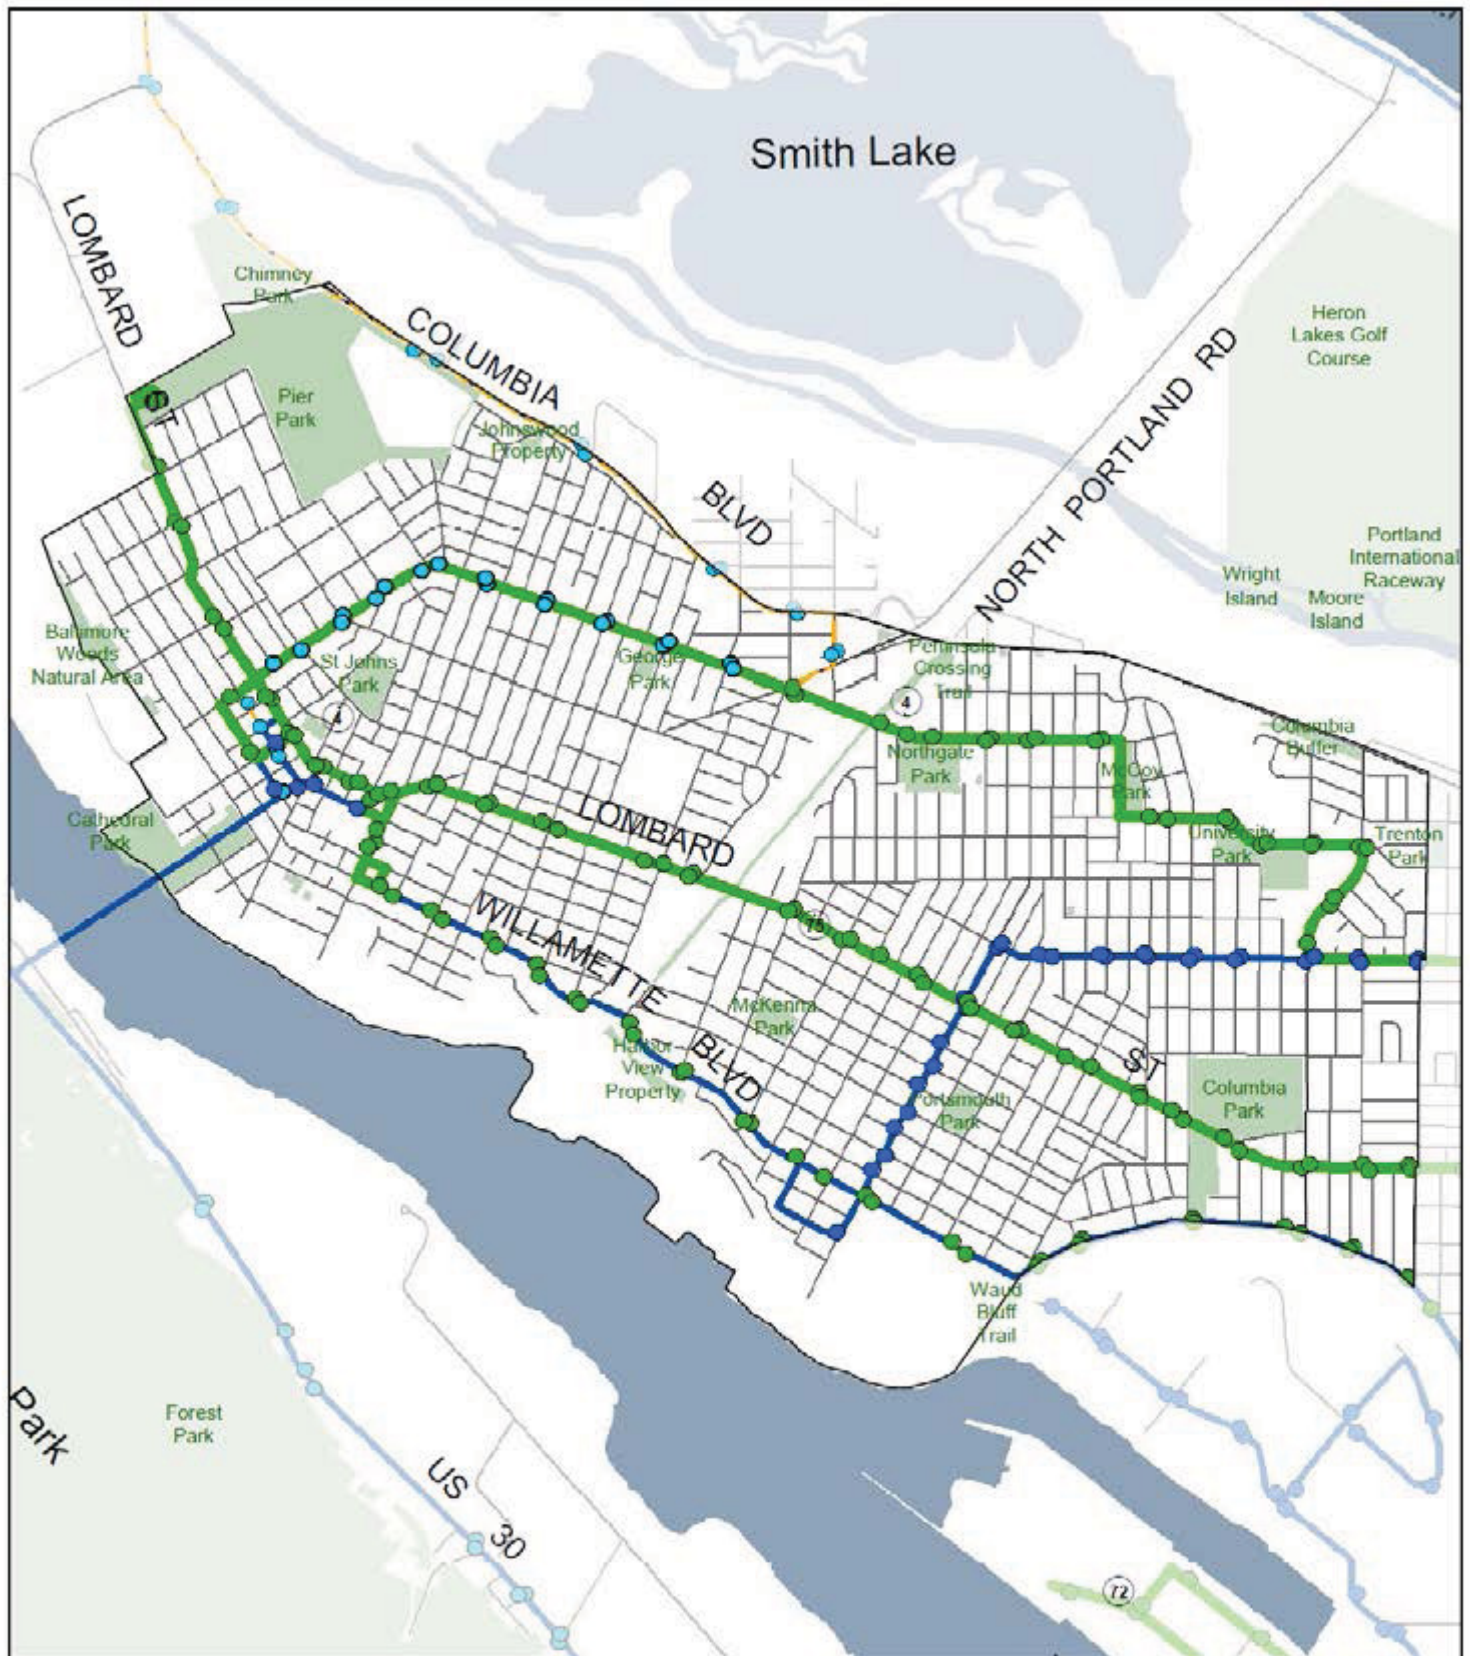 Smith Lake
LOMBARD
ST
Chimney
Park
COLUMBIA
BLVD
NORTH PORTLAND RD
Heron
Lakes Golf
Course
Pier
Park
Johnswood
Property
Portland
International
Raceway
Wright
Island
Moore
Island
Baltimore
Woods
Natural Area
St Johns
Park
George
Park
Peninsula
Crossing
Trail
4
4
Northgate
Park
McCoy
Park
Columbia
Buffer
Cathedral
Park
LOMBARD
University
Park
Trenton
Park
75
WILLAMETTE
BLVD
McKenna
Park
Harbor
View
Property
ST
Portsmouth
Park
Columbia
Park
Waud
Bluff
Trail
Park
Forest
Park
US
30
72